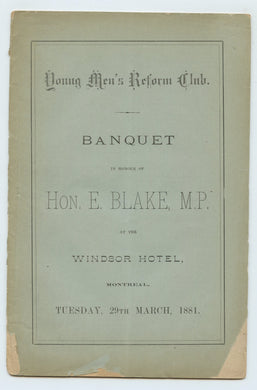 Young Men's Reform Club.
BANQUET
IN HONOUR OF
HON. E. BLAKE, M.P.
AT THE
WINDSOR HOTEL,
MONTREAL.
TUESDAY, 29TH MARCH, 1881.